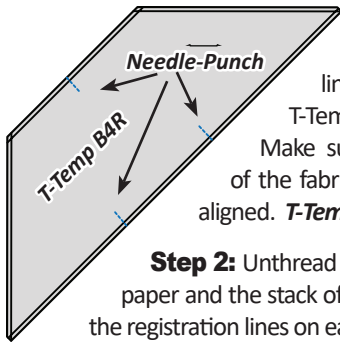 Needle-Punch
T-Temp B4R
T-Tem
Make su
of the fabr
aligned. T-Tem
Step 2: Unthread
paper and the stack of
the registration lines on ea